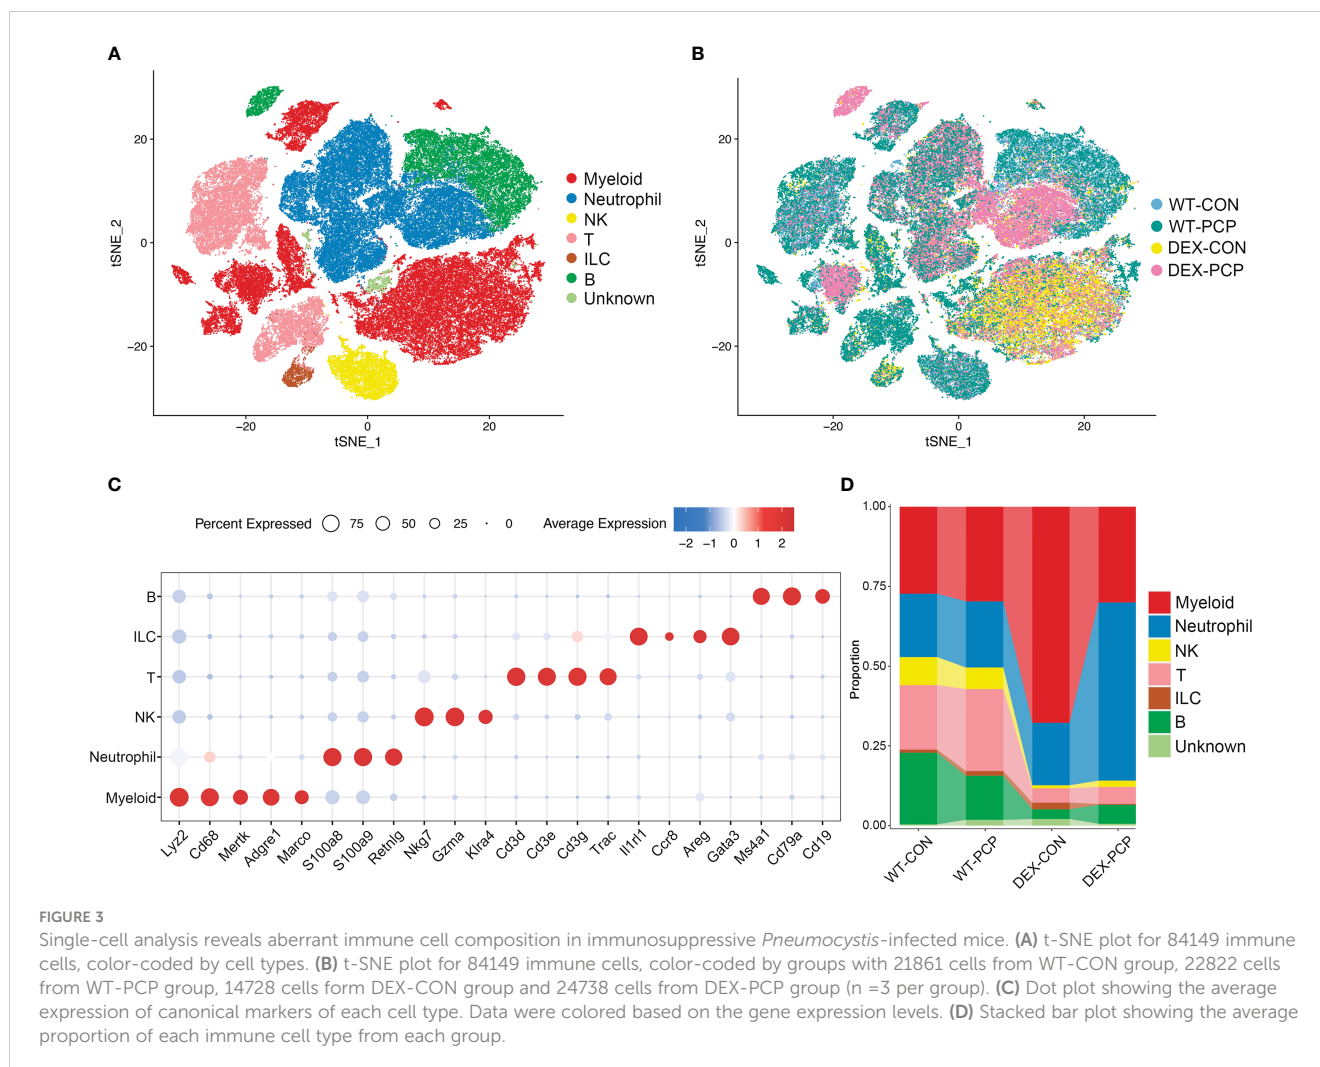 A
20
0
−20
tSNE_2
−20
0
20
tSNE_1
Myeloid
Neutrophil
NK
T
ILC
B
Unknown
B
20
0
−20
tSNE_2
−20
0
20
tSNE_1
WT-CON
WT-PCP
DEX-CON
DEX-PCP
C
Percent Expressed 75 50 25 0
Average Expression −2 −1 0 1 2
B
ILC
T
NK
Neutrophil
Myeloid
Lyz2
Cd68
Mertk
Adgre1
Marco
S100a8
S100a9
Retnlg
Nkg7
Gzma
Klra4
Cd3d
Cd3e
Cd3g
Trac
Il1rl1
Ccr8
Areg
Gata3
Ms4a1
Cd79a
Cd19
D
1.00
0.75
0.50
0.25
0.00
Proportion
WT-CON
WT-PCP
DEX-CON
DEX-PCP
Myeloid
Neutrophil
NK
T
ILC
B
Unknown
FIGURE 3
Single-cell analysis reveals aberrant immune cell composition in immunosuppressive Pneumocystis-infected mice. (A) t-SNE plot for 84149 immune
cells, color-coded by cell types. (B) t-SNE plot for 84149 immune cells, color-coded by groups with 21861 cells from WT-CON group, 22822 cells
from WT-PCP group, 14728 cells form DEX-CON group and 24738 cells from DEX-PCP group (n =3 per group). (C) Dot plot showing the average
expression of canonical markers of each cell type. Data were colored based on the gene expression levels. (D) Stacked bar plot showing the average
proportion of each immune cell type from each group.